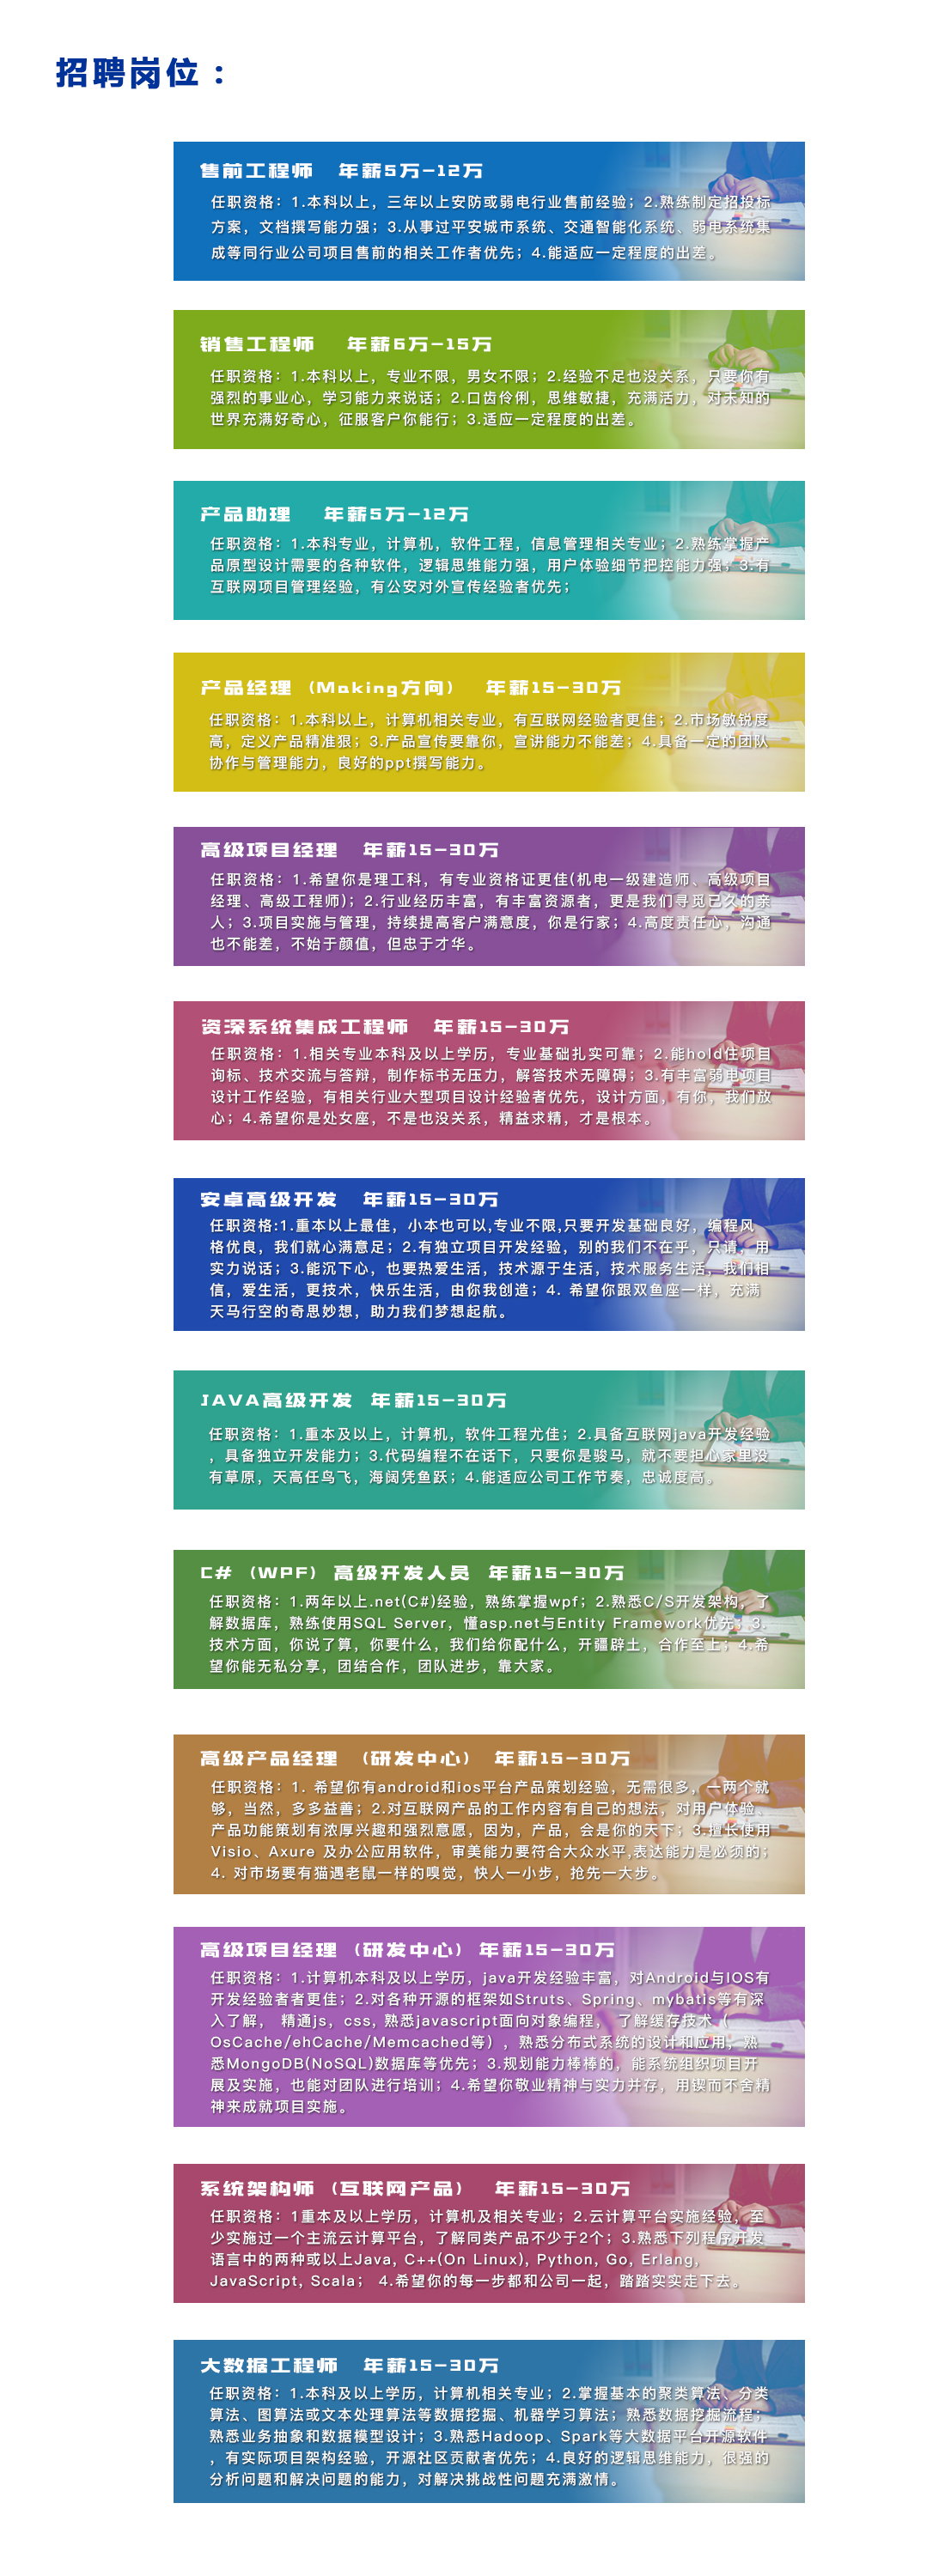 招聘岗位：
售前工程师 年薪5万-12万
任职资格：1.本科以上，三年以上安防或弱电行业售前经验；2.熟练制定招投标
方案，文档撰写能力强；3.从事过平安城市系统、交通智能化系统、弱电系统集
成等同行业公司项目售前的相关工作者优先；4.能适应一定程度的出差。
销售工程师 年薪6万-15万
任职资格：1.本科以上，专业不限，男女不限；2.经验不足也没关系，只要你有
强烈的事业心，学习能力来说话；2.口齿伶俐，思维敏捷，充满活力，对未知的
世界充满好奇心，征服客户你能行；3.适应一定程度的出差。
产品助理 年薪5万-12万
任职资格：1.本科专业，计算机，软件工程，信息管理相关专业；2.熟练掌握产
品原型设计需要的各种软件，逻辑思维能力强，用户体验细节把控能力强；3.有
互联网项目管理经验，有公安对外宣传经验者优先；
产品经理（Making方向） 年薪15-30万
任职资格：1.本科以上，计算机相关专业，有互联网经验者更佳；2.市场敏锐度
高，定义产品精准狠；3.产品宣传要靠你，宣讲能力不能差；4.具备一定的团队
协作与管理能力，良好的ppt撰写能力。
高级项目经理 年薪15-30万
任职资格：1.希望你是理工科，有专业资格证更佳(机电一级建造师、高级项目
经理、高级工程师)；2.行业经历丰富，有丰富资源者，更是我们寻觅已久的亲
人；3.项目实施与管理，持续提高客户满意度，你是行家；4.高度责任心，沟通
也不能差，不始于颜值，但忠于才华。
资深系统集成工程师 年薪15-30万
任职资格：1.相关专业本科及以上学历，专业基础扎实可靠；2.能hold住项目
询标、技术交流与答辩，制作标书无压力，解答技术无障碍；3.有丰富弱电项目
设计工作经验，有相关行业大型项目设计经验者优先，设计方面，有你，我们放
心；4.希望你是处女座，不是也没关系，精益求精，才是根本。
安卓高级开发 年薪15-30万
任职资格:1.重本以上最佳，小本也可以,专业不限,只要开发基础良好，编程风
格优良，我们就心满意足；2.有独立项目开发经验，别的我们不在乎，只请，用
实力说话；3.能沉下心，也要热爱生活，技术源于生活，技术服务生活，我们相
信，爱生活，更技术，快乐生活，由你我创造；4. 希望你跟双鱼座一样，充满
天马行空的奇思妙想，助力我们梦想起航。
JAVA高级开发 年薪15-30万
任职资格：1.重本及以上，计算机，软件工程尤佳；2.具备互联网java开发经验
，具备独立开发能力；3.代码编程不在话下，只要你是骏马，就不要担心家里没
有草原，天高任鸟飞，海阔凭鱼跃；4.能适应公司工作节奏，忠诚度高。
C#（WPF）高级开发人员 年薪15-30万
任职资格：1.两年以上.net(C#)经验，熟练掌握wpf；2.熟悉C/S开发架构，了
解数据库，熟练使用SQL Server，懂asp.net与Entity Framework优先；3.
技术方面，你说了算，你要什么，我们给你配什么，开疆辟土，合作至上；4.希
望你能无私分享，团结合作，团队进步，靠大家。
高级产品经理 （研发中心） 年薪15-30万
任职资格：1. 希望你有android和ios平台产品策划经验，无需很多，一两个就
够，当然，多多益善；2.对互联网产品的工作内容有自己的想法，对用户体验、
产品功能策划有浓厚兴趣和强烈意愿，因为，产品，会是你的天下；3.擅长使用
Visio、Axure 及办公应用软件，审美能力要符合大众水平,表达能力是必须的；
4. 对市场要有猫遇老鼠一样的嗅觉，快人一小步，抢先一大步。
高级项目经理（研发中心）年薪15-30万
任职资格：1.计算机本科及以上学历，java开发经验丰富，对Android与IOS有
开发经验者者更佳；2.对各种开源的框架如Struts、Spring、mybatis等有深
入了解， 精通js，css, 熟悉javascript面向对象编程， 了解缓存技术（
OsCache/ehCache/Memcached等），熟悉分布式系统的设计和应用，熟
悉MongoDB(NoSQL)数据库等优先；3.规划能力棒棒的，能系统组织项目开
展及实施，也能对团队进行培训；4.希望你敬业精神与实力并存，用锲而不舍精
神来成就项目实施。
系统架构师（互联网产品） 年薪15-30万
任职资格：1重本及以上学历，计算机及相关专业；2.云计算平台实施经验，至
少实施过一个主流云计算平台，了解同类产品不少于2个；3.熟悉下列程序开发
语言中的两种或以上Java, C++(On Linux), Python, Go, Erlang,
JavaScript, Scala； 4.希望你的每一步都和公司一起，踏踏实实走下去。
大数据工程师 年薪15-30万
任职资格：1.本科及以上学历，计算机相关专业；2.掌握基本的聚类算法、分类
算法、图算法或文本处理算法等数据挖掘、机器学习算法；熟悉数据挖掘流程；
熟悉业务抽象和数据模型设计；3.熟悉Hadoop、Spark等大数据平台开源软件
，有实际项目架构经验，开源社区贡献者优先；4.良好的逻辑思维能力，很强的
分析问题和解决问题的能力，对解决挑战性问题充满激情。